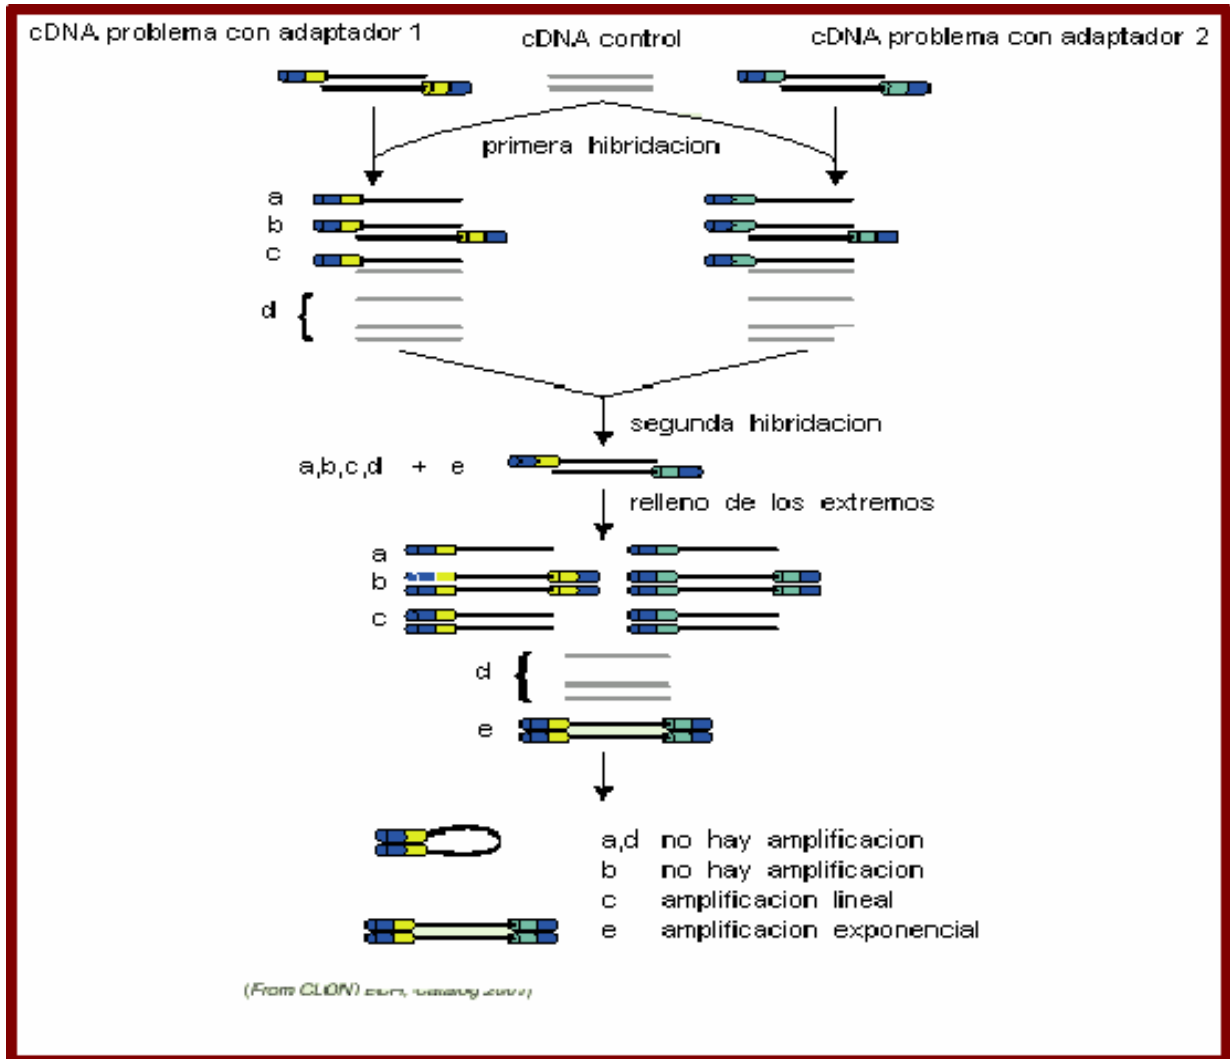 cDNA problema con adaptador 1
cDNA control
cDNA problema con adaptador 2
primera hibridacion
a
b
c
d {
segunda hibridacion
a,b,c,d + e
relleno de los extremos
a
b
c
d {
e
a,d no hay amplificacion
b no hay amplificacion
c amplificacion lineal
e amplificacion exponencial
(From